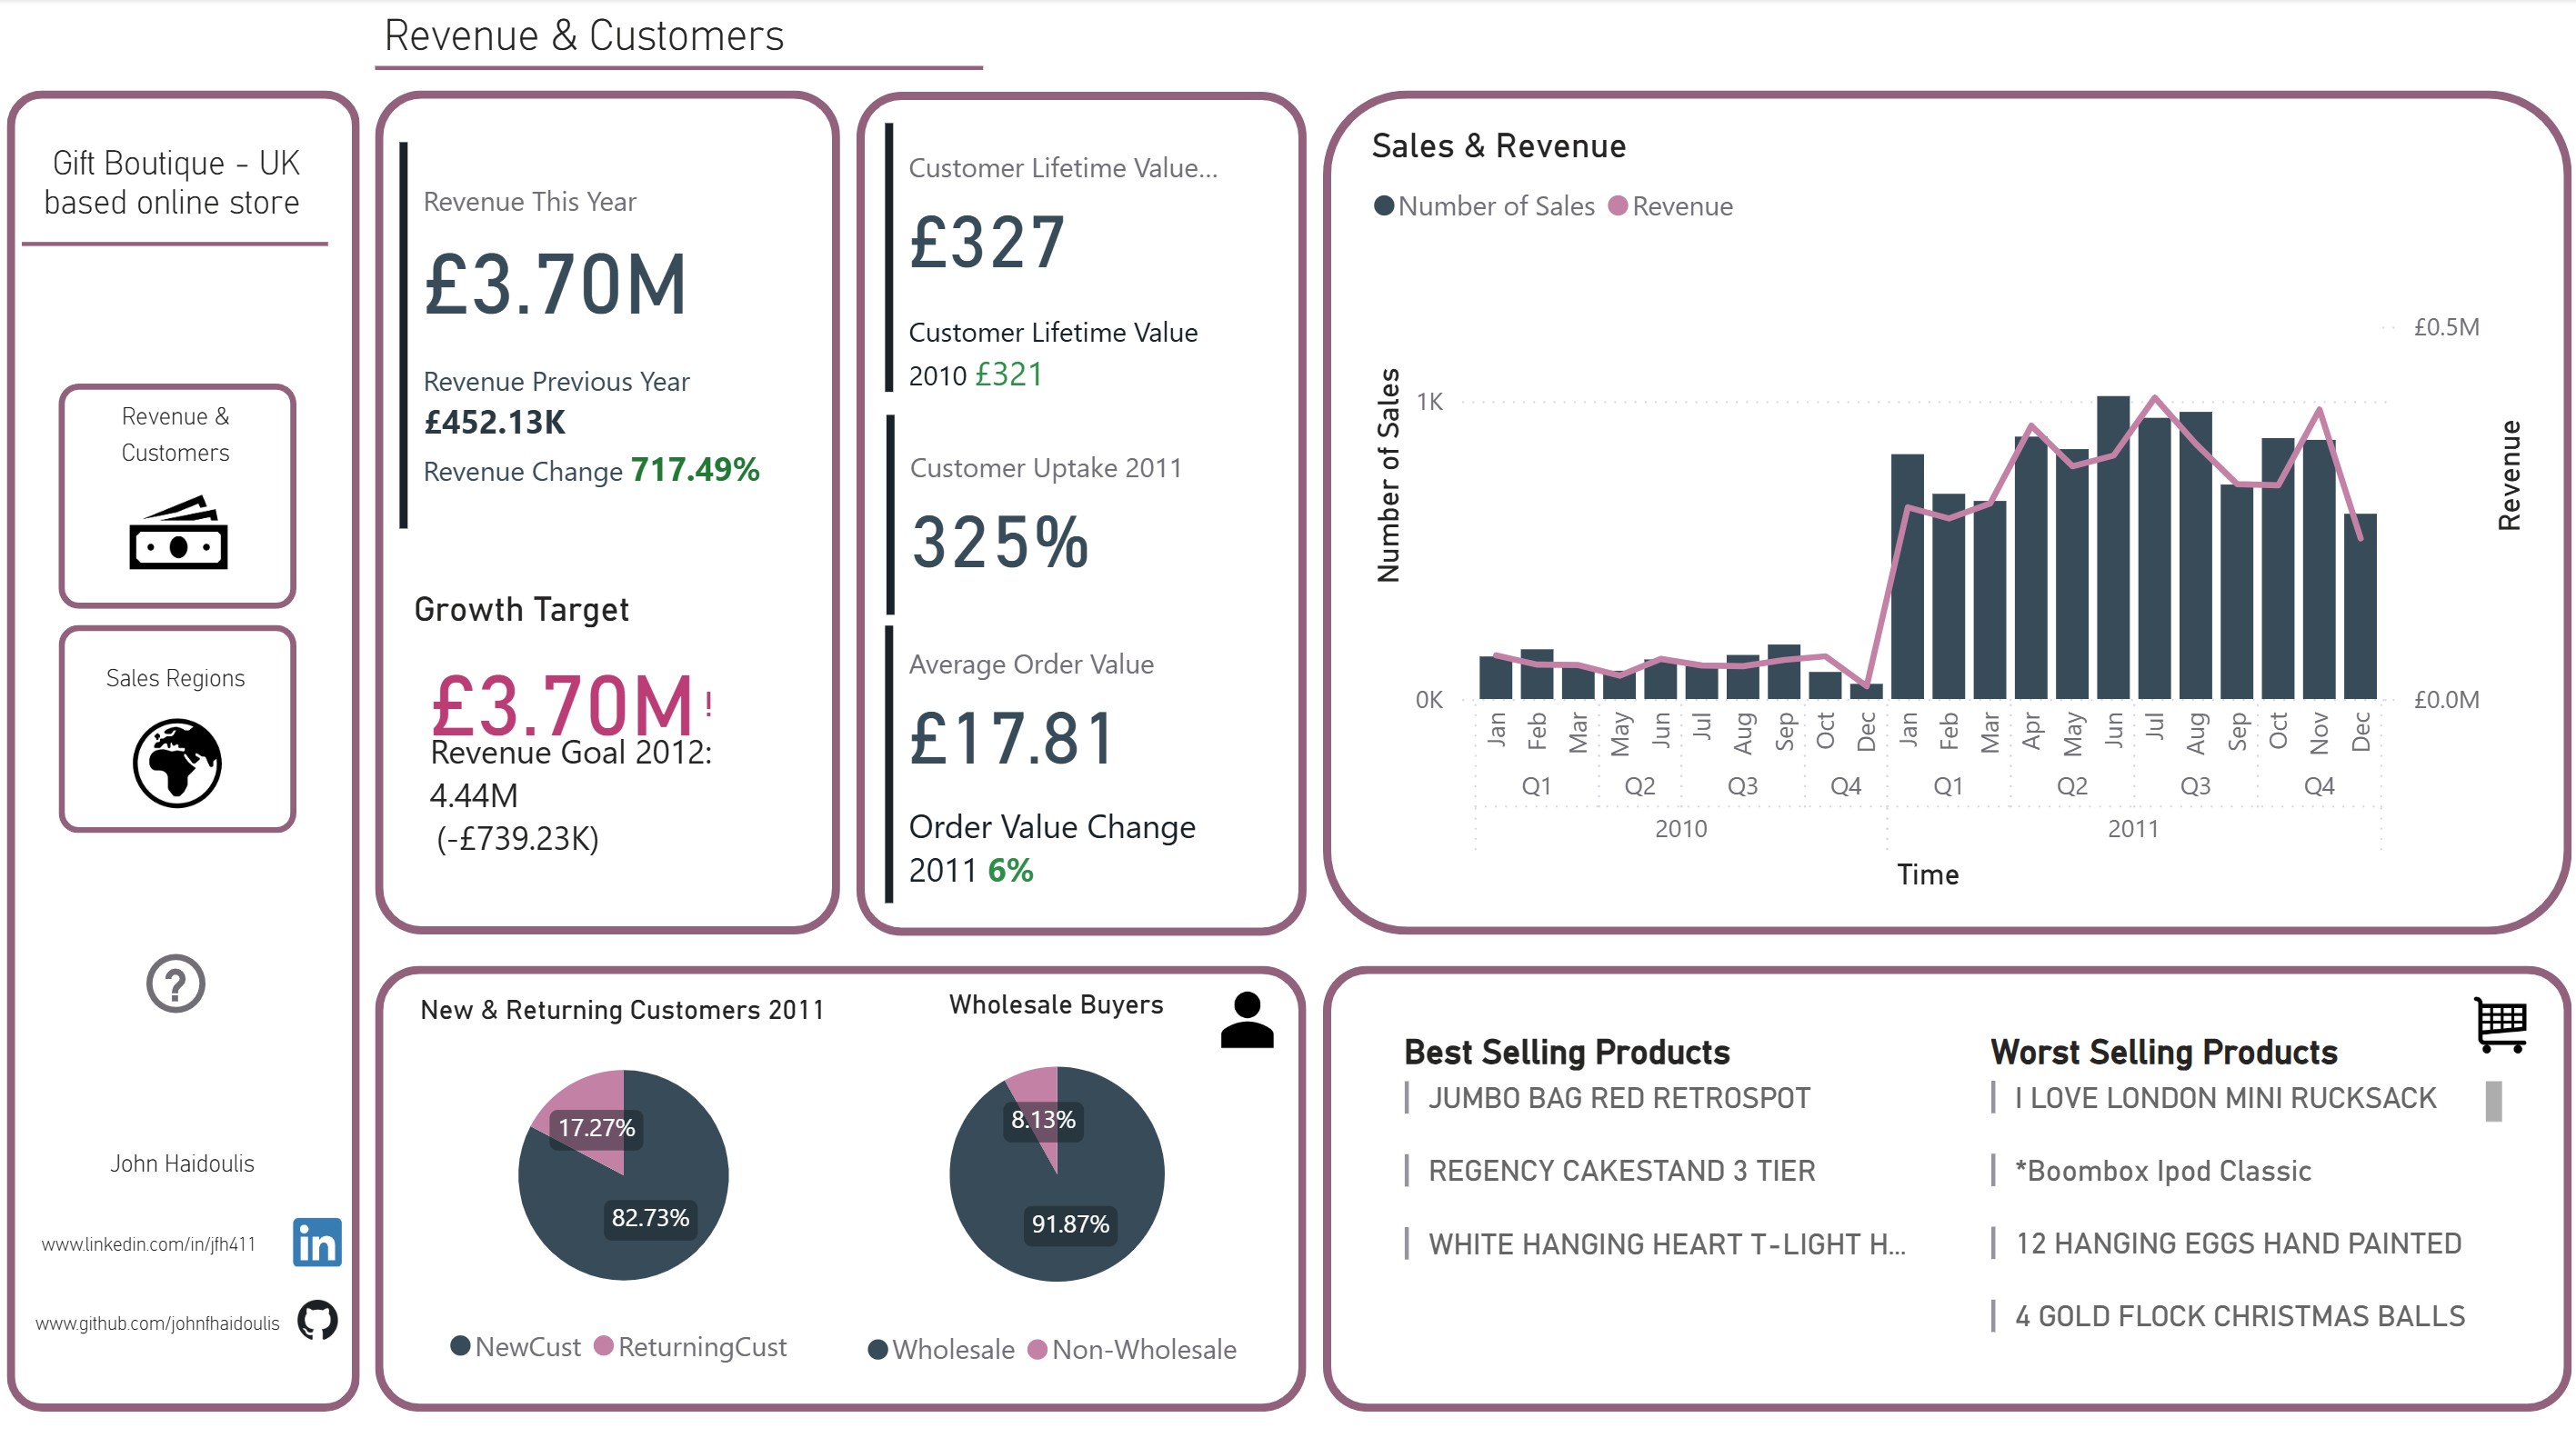 Revenue & Customers
Gift Boutique - UK
based online store
Revenue &
Customers
Sales Regions
?
John Haidoulis
www.linkedin.com/in/jfh411
in
www.github.com/johnfhaidoulis
Revenue This Year
£3.70M
Revenue Previous Year
£452.13K
Revenue Change 717.49%
Growth Target
£3.70M!
Revenue Goal 2012:
4.44M
(-£739.23K)
Customer Lifetime Value...
£327
Customer Lifetime Value
2010 £321
Customer Uptake 2011
325%
Average Order Value
£17.81
Order Value Change
2011 6%
Sales & Revenue
Number of Sales Revenue
£0.5M
1K
0K
£0.0M
Number of Sales
Revenue
Jan Feb Mar May Jun Jul Aug Sep Oct Dec Jan Feb Mar Apr May Jun Jul Aug Sep Oct Nov Dec
Q1 Q2 Q3 Q4 Q1 Q2 Q3 Q4
2010 2011
Time
New & Returning Customers 2011
17.27%
82.73%
NewCust ReturningCust
Wholesale Buyers
8.13%
91.87%
Wholesale Non-Wholesale
Best Selling Products
JUMBO BAG RED RETROSPOT
REGENCY CAKESTAND 3 TIER
WHITE HANGING HEART T-LIGHT H...
Worst Selling Products
I LOVE LONDON MINI RUCKSACK
*Boombox Ipod Classic
12 HANGING EGGS HAND PAINTED
4 GOLD FLOCK CHRISTMAS BALLS